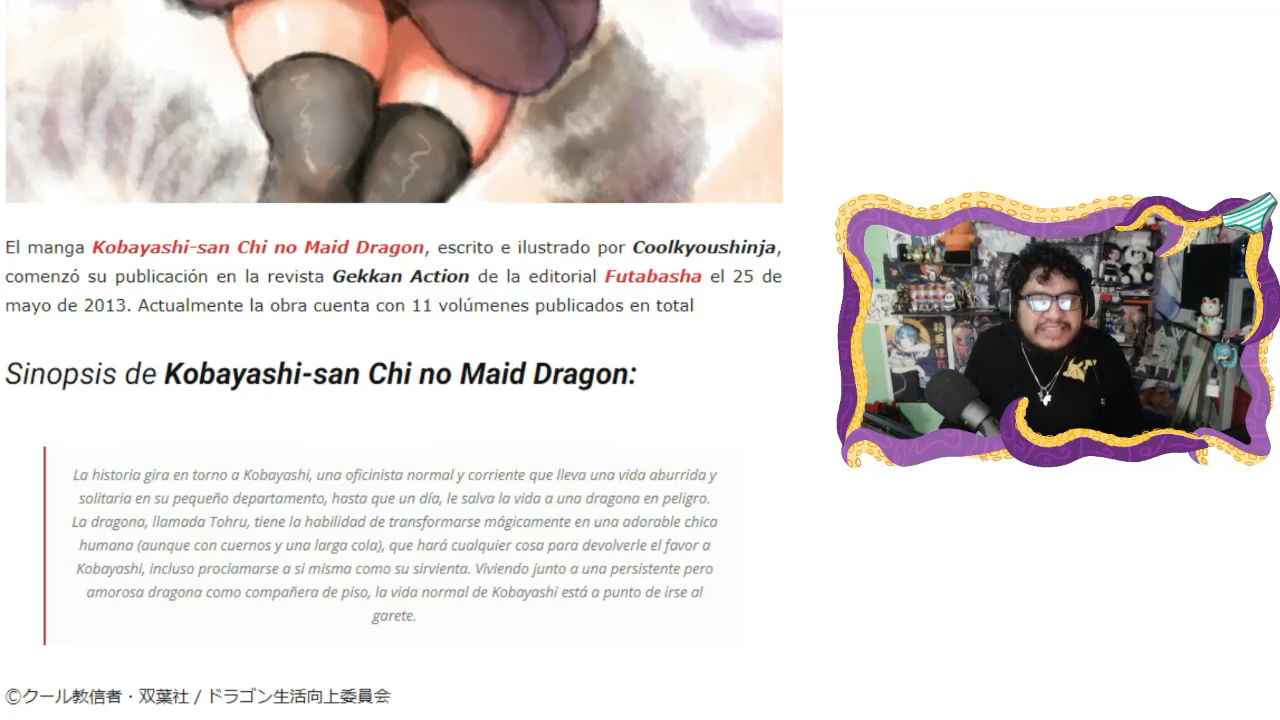 El manga Kobayashi-san Chi no Maid Dragon, escrito e ilustrado por Coolkyoushinja,
comenzó su publicación en la revista Gekkan Action de la editorial Futabasha el 25 de
mayo de 2013. Actualmente la obra cuenta con 11 volúmenes publicados en total
Sinopsis de Kobayashi-san Chi no Maid Dragon:
La historia gira en torno a Kobayashi, una oficinista normal y corriente que lleva una vida aburrida y
solitaria en su pequeño departamento, hasta que un día, le salva la vida a una dragona en peligro.
La dragona, llamada Tohru, tiene la habilidad de transformarse mágicamente en una adorable chica
humana (aunque con cuernos y una larga cola), que hará cualquier cosa para devolverle el favor a
Kobayashi, incluso proclamarse a si misma como su sirvienta. Viviendo junto a una persistente pero
amorosa dragona como compañera de piso, la vida normal de Kobayashi está a punto de irse al
garete.
©クール教信者・双葉社 / ドラゴン生活向上委員会